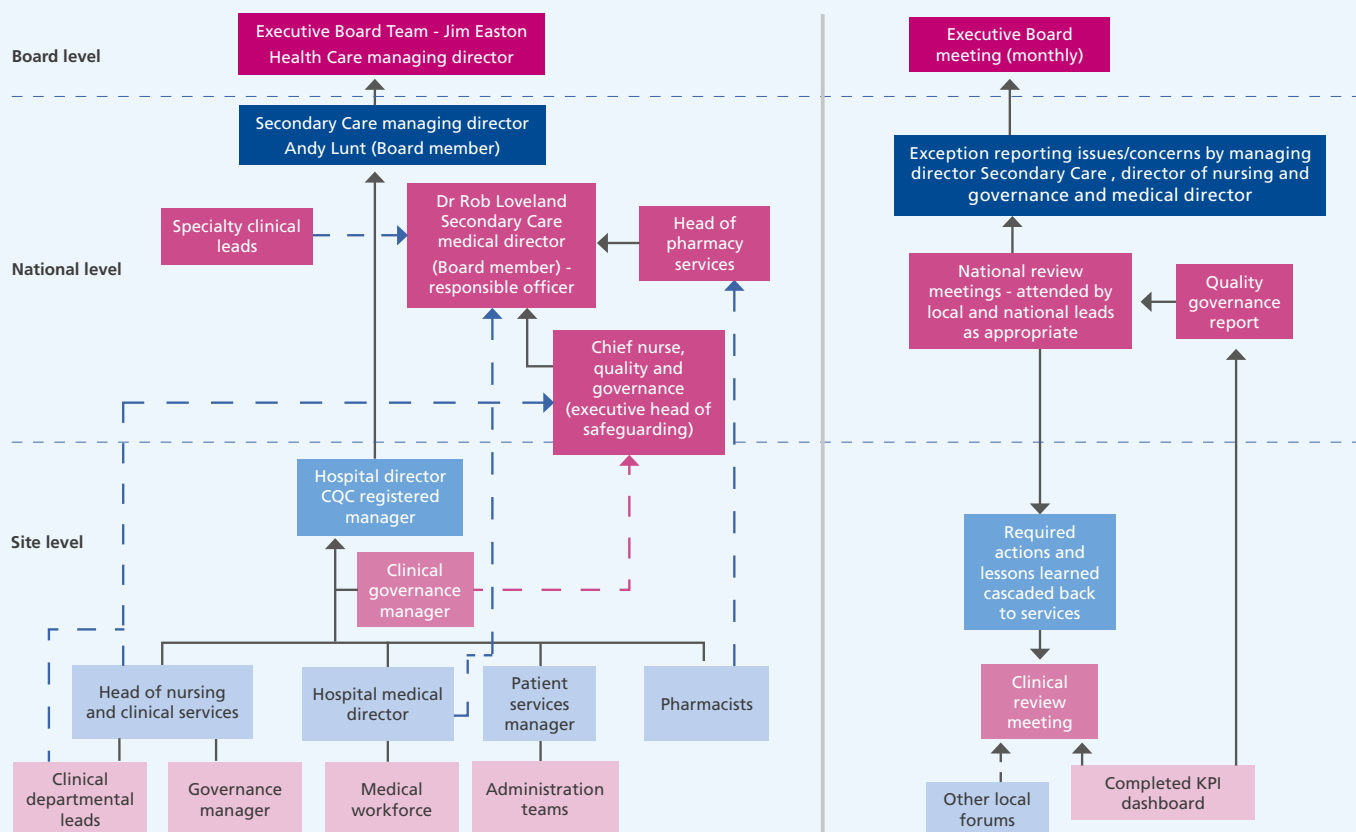 Board level
Executive Board Team - Jim Easton
Health Care managing director
Secondary Care managing director
Andy Lunt (Board member)
National level
Specialty clinical
leads
Dr Rob Loveland
Secondary Care
medical director
(Board member) -
responsible officer
Head of
pharmacy
services
Chief nurse,
quality and
governance
(executive head of
safeguarding)
Site level
Hospital director
CQC registered
manager
Clinical
governance
manager
Head of nursing
and clinical services
Hospital medical
director
Patient
services
manager
Pharmacists
Clinical
departmental
leads
Governance
manager
Medical
workforce
Administration
teams
Executive Board
meeting (monthly)
Exception reporting issues/concerns by managing
director Secondary Care , director of nursing and
governance and medical director
National review
meetings - attended by
local and national leads
as appropriate
Quality
governance
report
Required
actions and
lessons learned
cascaded back
to services
Clinical
review
meeting
Other local
forums
Completed KPI
dashboard